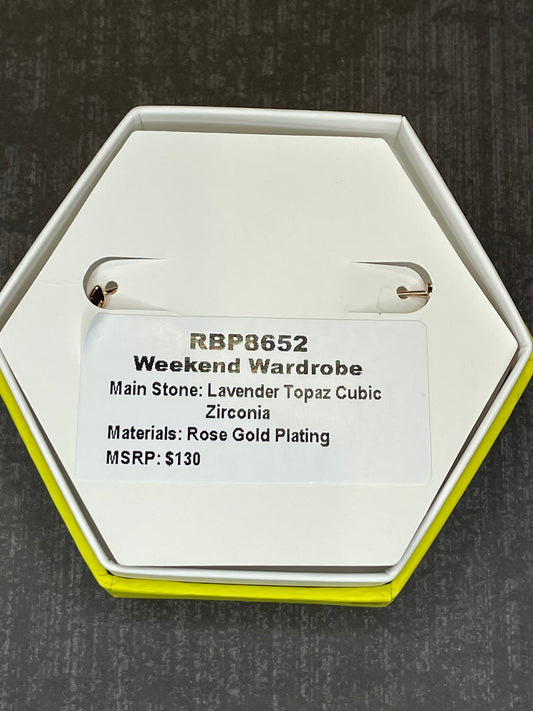 RBP8652
Weekend Wardrobe
Main Stone: Lavender Topaz Cubic
Zirconia
Materials: Rose Gold Plating
MSRP: $130